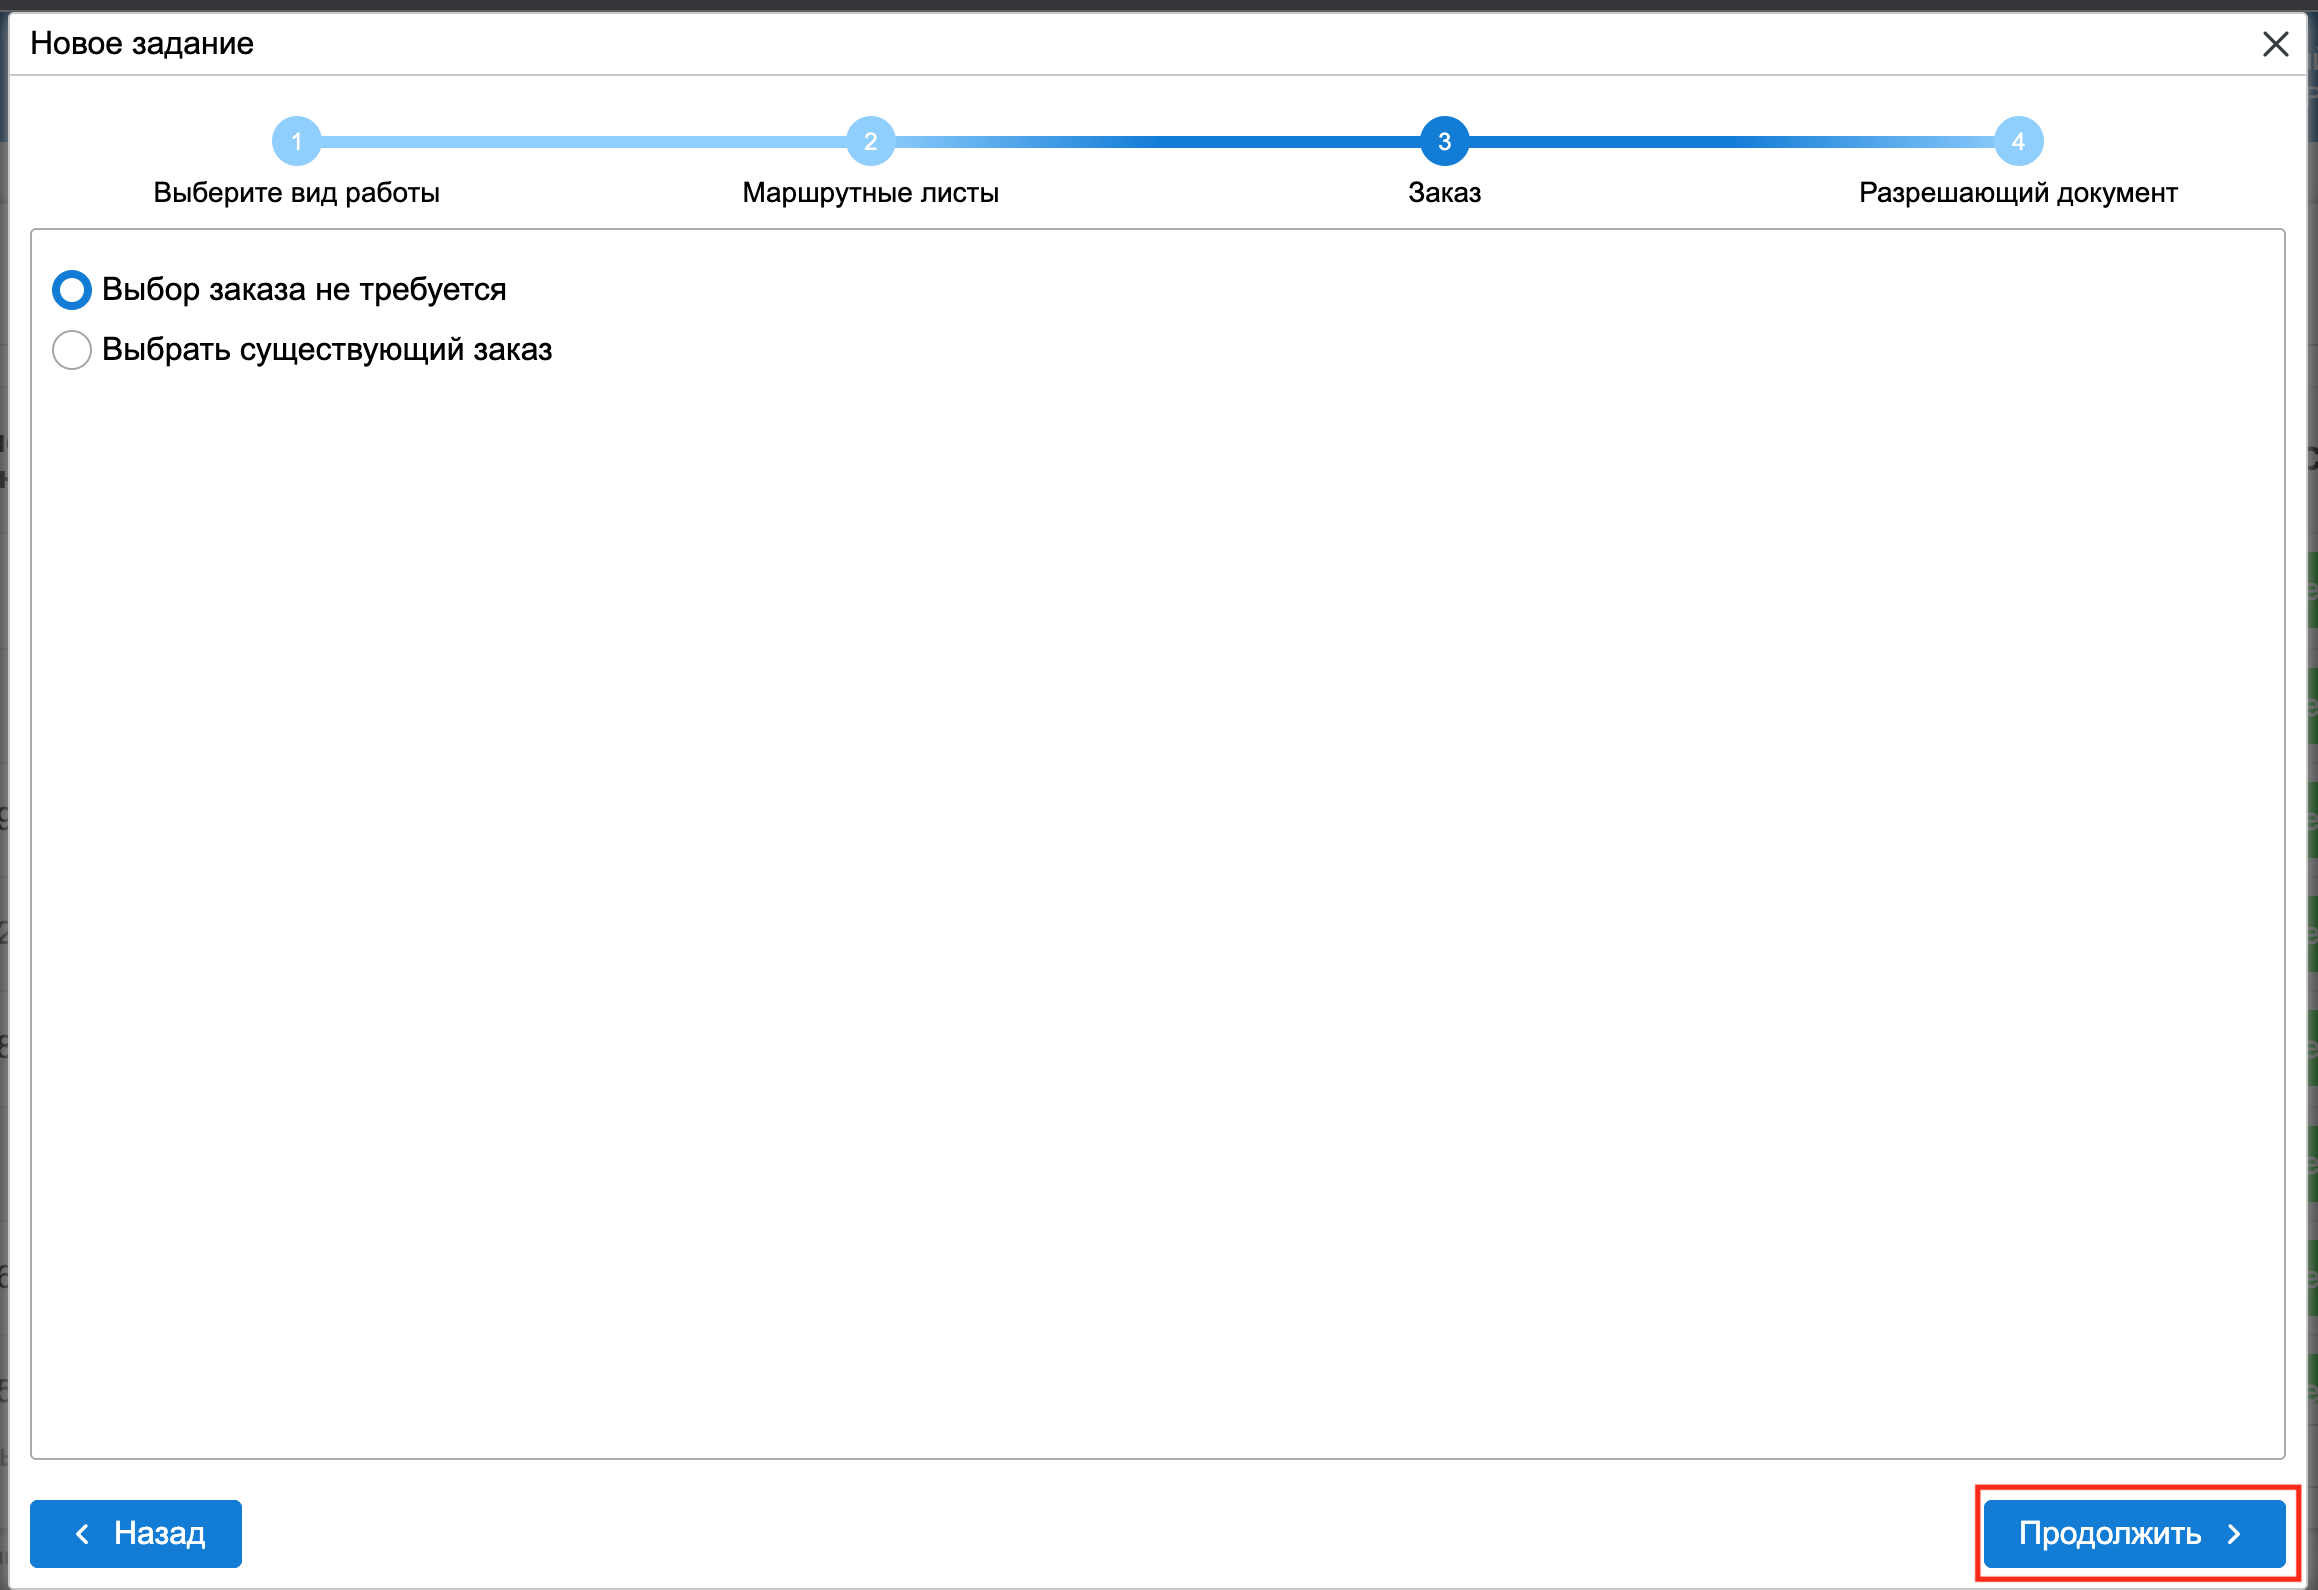 Новое задание
1
2
3
4
Выберите вид работы
Маршрутные листы
Заказ
Разрешающий документ
Выбор заказа не требуется
Выбрать существующий заказ
Назад
Продолжить